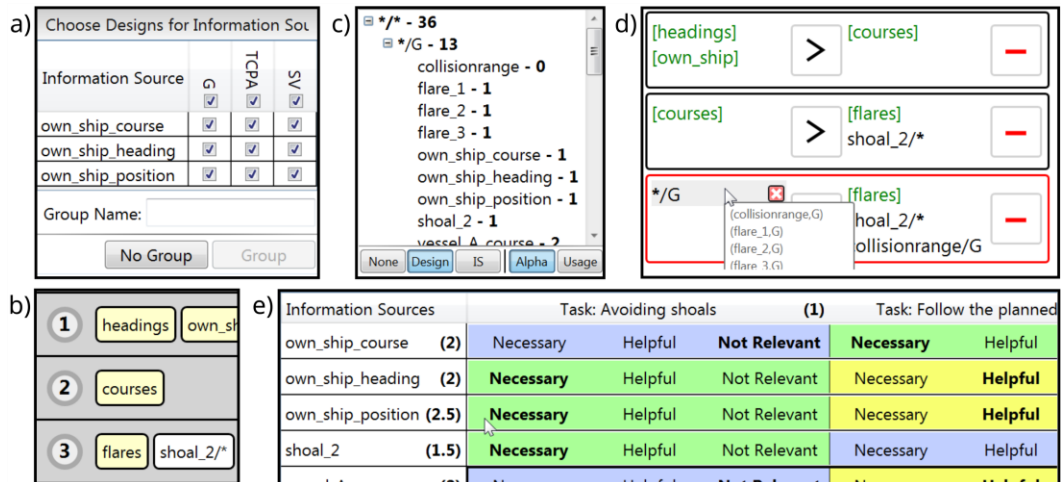 a)
Choose Designs for Information Sou
Information Source G TCPA SV
own_ship_course
own_ship_heading
own_ship_position
Group Name:
No Group Group
b)
1 headings own_sh
2 courses
3 flares shoal_2/*
c)
*/* - 36
*/G - 13
collisionrange - 0
flare_1 - 1
flare_2 - 1
flare_3 - 1
own_ship_course - 1
own_ship_heading - 1
own_ship_position - 1
shoal_2 - 1
vessel_A_course - 2
None Design IS Alpha Usage
d)
[headings] > [courses] −
[own_ship]
[courses] > [flares] −
shoal_2/*
*/G [flares] −
(collisionrange,G) hoal_2/*
(flare_1,G) ollisionrange/G
(flare_2,G)
(flare_3,G)
e)
Information Sources Task: Avoiding shoals (1) Task: Follow the planned
own_ship_course (2) Necessary Helpful Not Relevant Necessary Helpful
own_ship_heading (2) Necessary Helpful Not Relevant Necessary Helpful
own_ship_position (2.5) Necessary Helpful Not Relevant Necessary Helpful
shoal_2 (1.5) Necessary Helpful Not Relevant Necessary Helpful